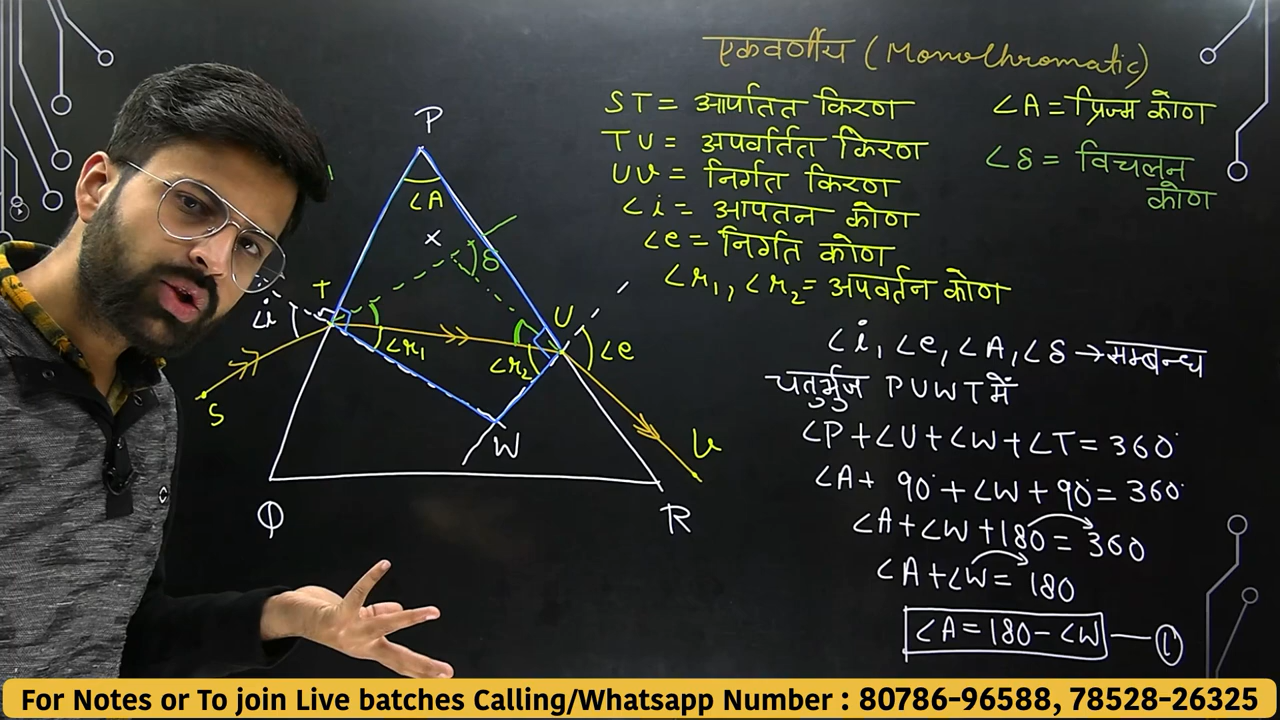 एकवर्णीय (Monochromatic)
ST = आपतित किरण
TU = अपवर्तित किरण
UV = निर्गत किरण
∠i = आपतन कोण
∠e = निर्गत कोण
∠r₁, ∠r₂ = अपवर्तन कोण
∠A = प्रिज्म कोण
∠δ = विचलन
कोण
P
∠A
x
δ
T
U
∠i
∠r₁
∠r₂
∠e
S
W
V
Q
R
∠i, ∠e, ∠A, ∠δ → सम्बन्ध
चतुर्भुज PUWT में
∠P + ∠U + ∠W + ∠T = 360°
∠A + 90° + ∠W + 90° = 360°
∠A + ∠W + 180 = 360
∠A + ∠W = 180
∠A = 180 - ∠W — ①
For Notes or To join Live batches Calling/Whatsapp Number : 80786-96588, 78528-26325